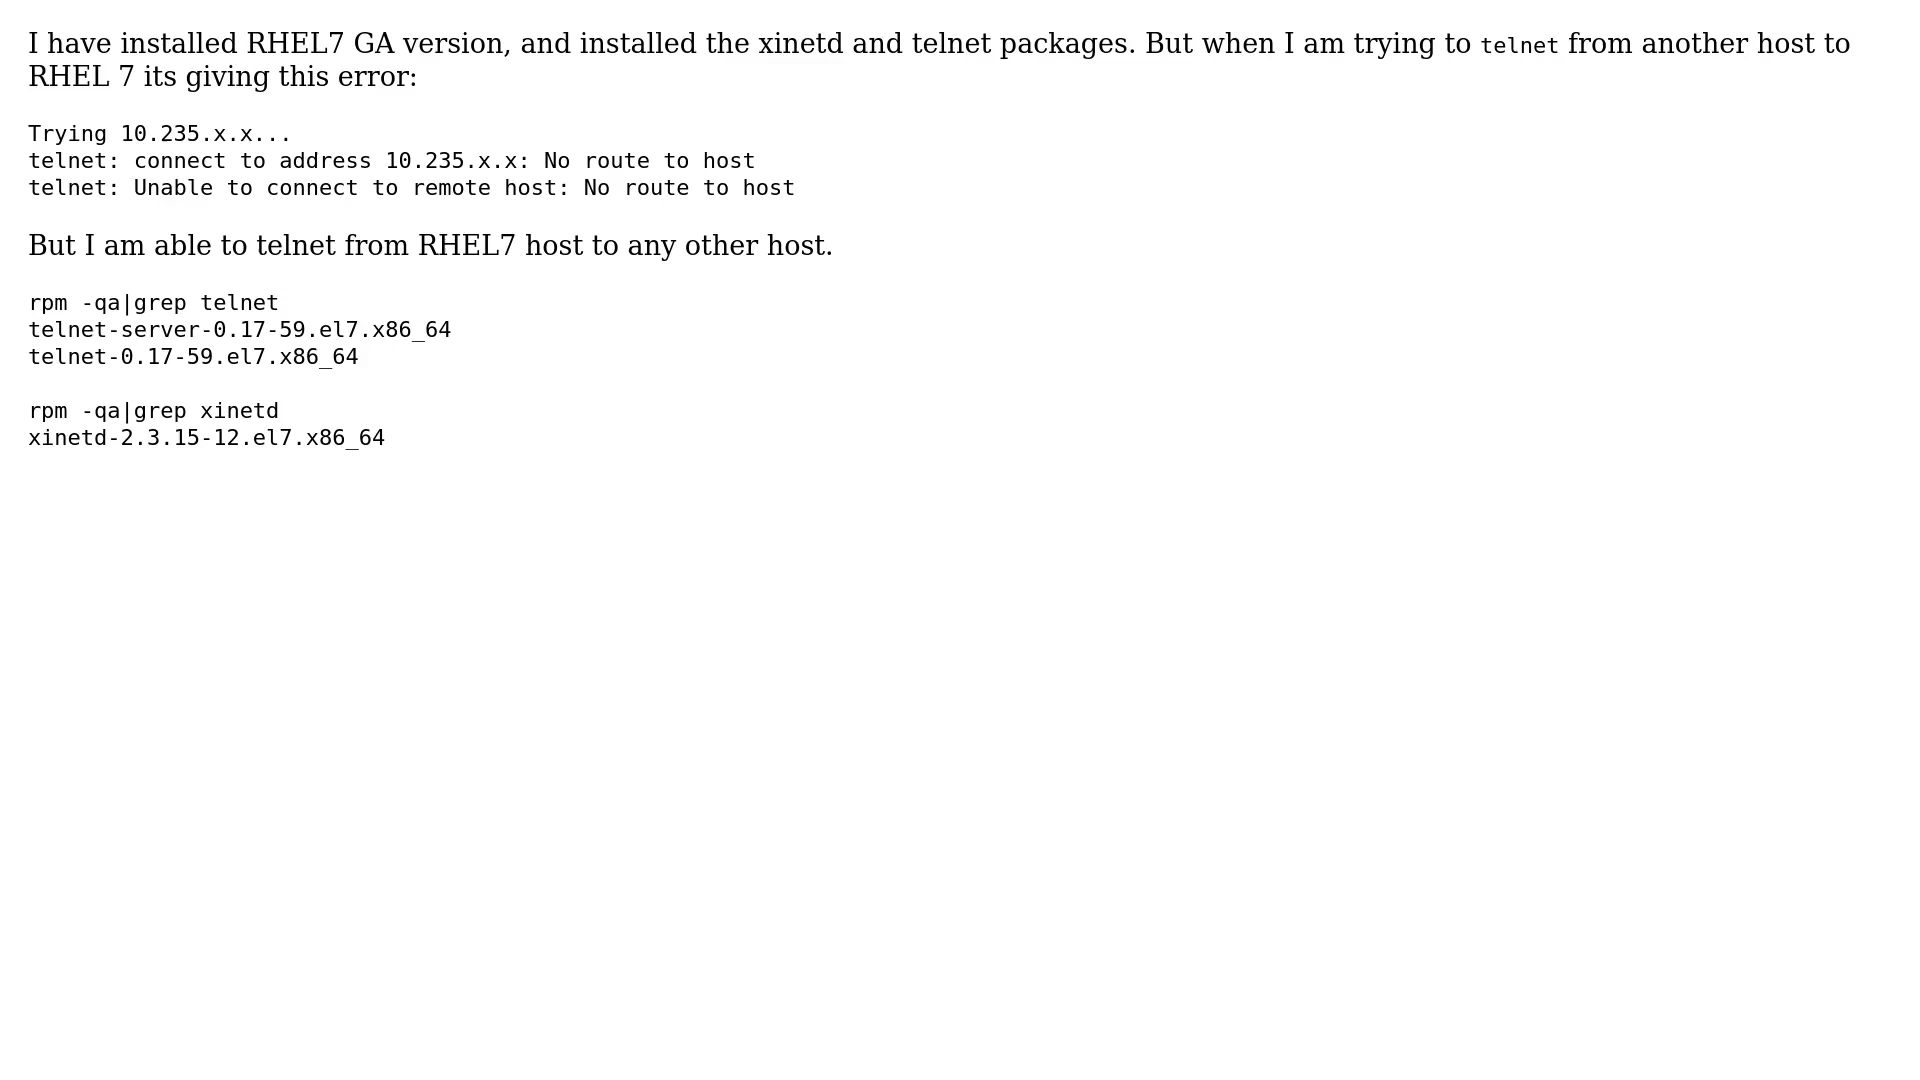 I have installed RHEL7 GA version, and installed the xinetd and telnet packages. But when I am trying to telnet from another host to
RHEL 7 its giving this error:
Trying 10.235.x.x...
telnet: connect to address 10.235.x.x: No route to host
telnet: Unable to connect to remote host: No route to host
But I am able to telnet from RHEL7 host to any other host.
rpm -qa|grep telnet
telnet-server-0.17-59.el7.x86_64
telnet-0.17-59.el7.x86_64
rpm -qa|grep xinetd
xinetd-2.3.15-12.el7.x86_64